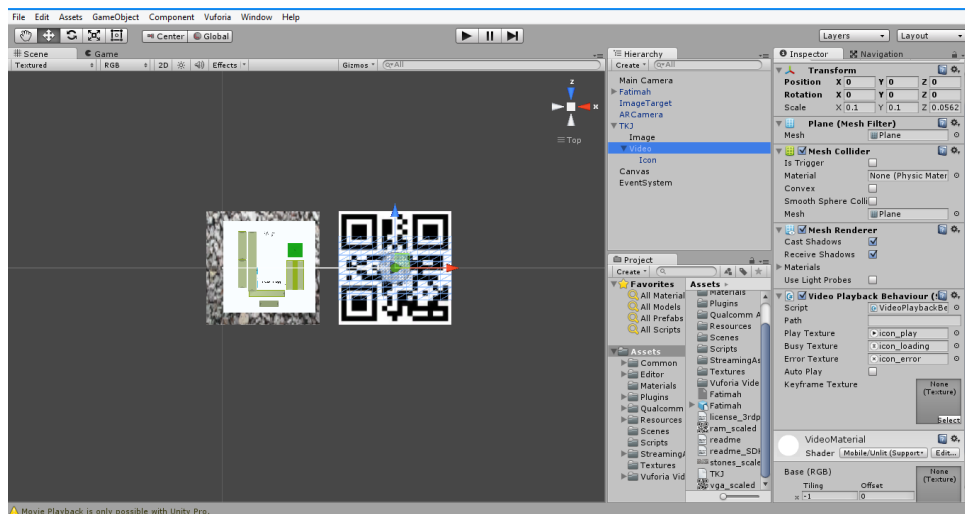 File Edit Assets GameObject Component Vuforia Window Help
Center Global Layers Layout
Scene Game
Textured RGB 2D Effects Gizmos All
z
x
Top
Hierarchy
Create All
Main Camera
Fatimah
ImageTarget
ARCamera
TKJ
Image
Video
Icon
Canvas
EventSystem
Project
Create
Favorites
All Material
All Models
All Prefabs
All Scripts
Assets
Common
Editor
Materials
Plugins
Qualcomm
Resources
Scenes
Scripts
Streaming
Textures
Vuforia Vid
Assets
Materials
Plugins
Qualcomm A
Resources
Scenes
Scripts
StreamingAs
Textures
Vuforia Vide
Fatimah
Fatimah
license_3rdp
ram_scaled
readme
readme_SDK
stones_scale
TKJ
vga_scaled
Inspector Navigation
Transform
Position X 0 Y 0 Z 0
Rotation X 0 Y 0 Z 0
Scale X 0.1 Y 0.1 Z 0.0562
Plane (Mesh Filter)
Mesh Plane
Mesh Collider
Is Trigger
Material None (Physic Mater
Convex
Smooth Sphere Colli
Mesh Plane
Mesh Renderer
Cast Shadows
Receive Shadows
Materials
Use Light Probes
Video Playback Behaviour (
Script VideoPlaybackBe
Path
Play Texture icon_play
Busy Texture icon_loading
Error Texture icon_error
Auto Play
Keyframe Texture None
(Texture)
Select
VideoMaterial
Shader Mobile/Unlit (Support Edit...
Base (RGB) None
(Texture)
Tiling Offset
x -1 0
Movie Playback is only possible with Unity Pro.